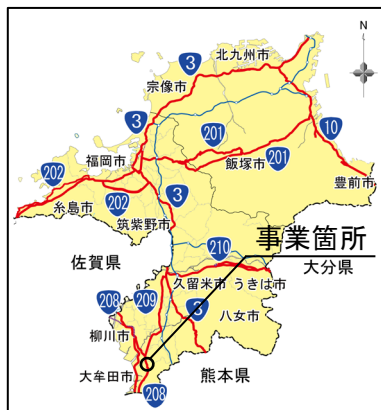 N
北九州市
3
宗像市
3
201
10
福岡市
飯塚市
201
202
豊前市
糸島市
202
3
筑紫野市
210
事業箇所
佐賀県
大分県
久留米市
うきは市
208
209
3
八女市
柳川市
大牟田市
熊本県
208